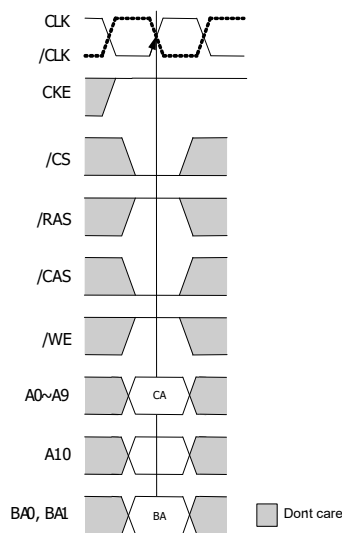 CLK
/CLK
CKE
/CS
/RAS
/CAS
/WE
A0~A9
CA
A10
BA0, BA1
BA
Dont care